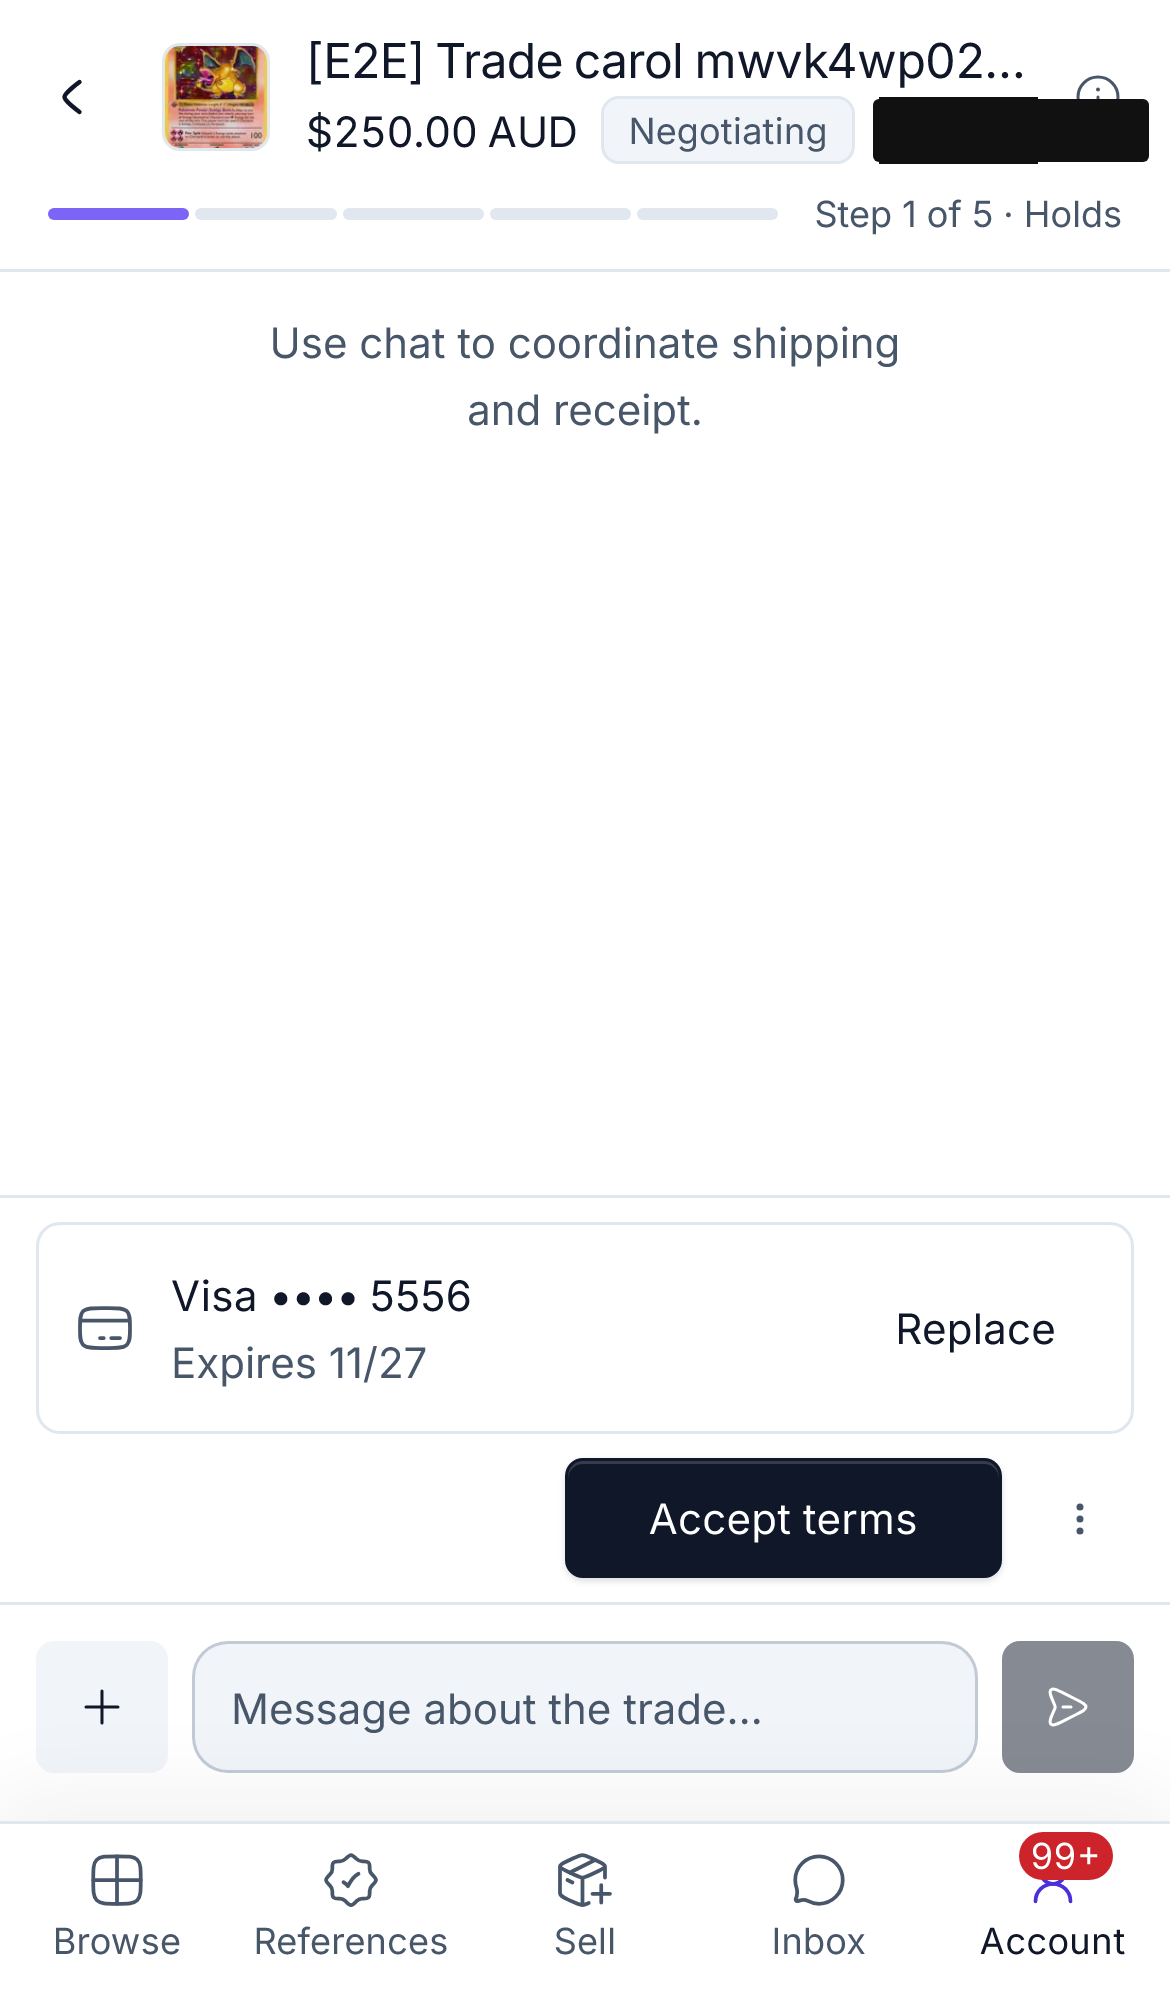 [E2E] Trade carol mwvk4wp02...
$250.00 AUD Negotiating
Step 1 of 5 · Holds
Use chat to coordinate shipping
and receipt.
Visa •••• 5556
Expires 11/27
Replace
Accept terms
Message about the trade...
99+
Browse References Sell Inbox Account